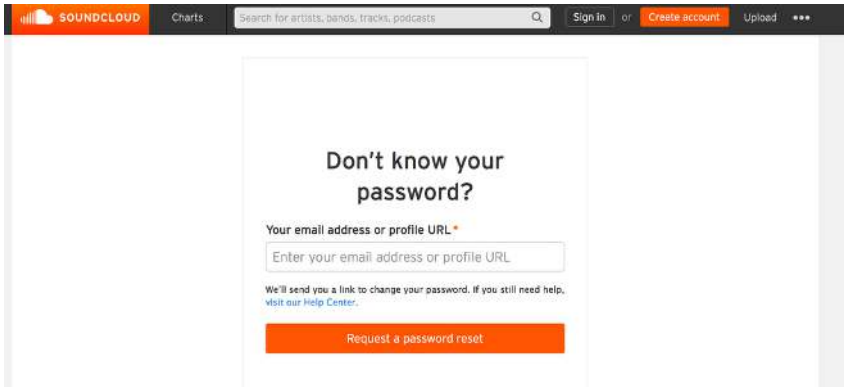 SOUNDCLOUD Charts Search for artists, bands, tracks, podcasts Sign in or Create account Upload
Don't know your
password?
Your email address or profile URL*
Enter your email address or profile URL
We'll send you a link to change your password. If you still need help,
visit our Help Center.
Request a password reset